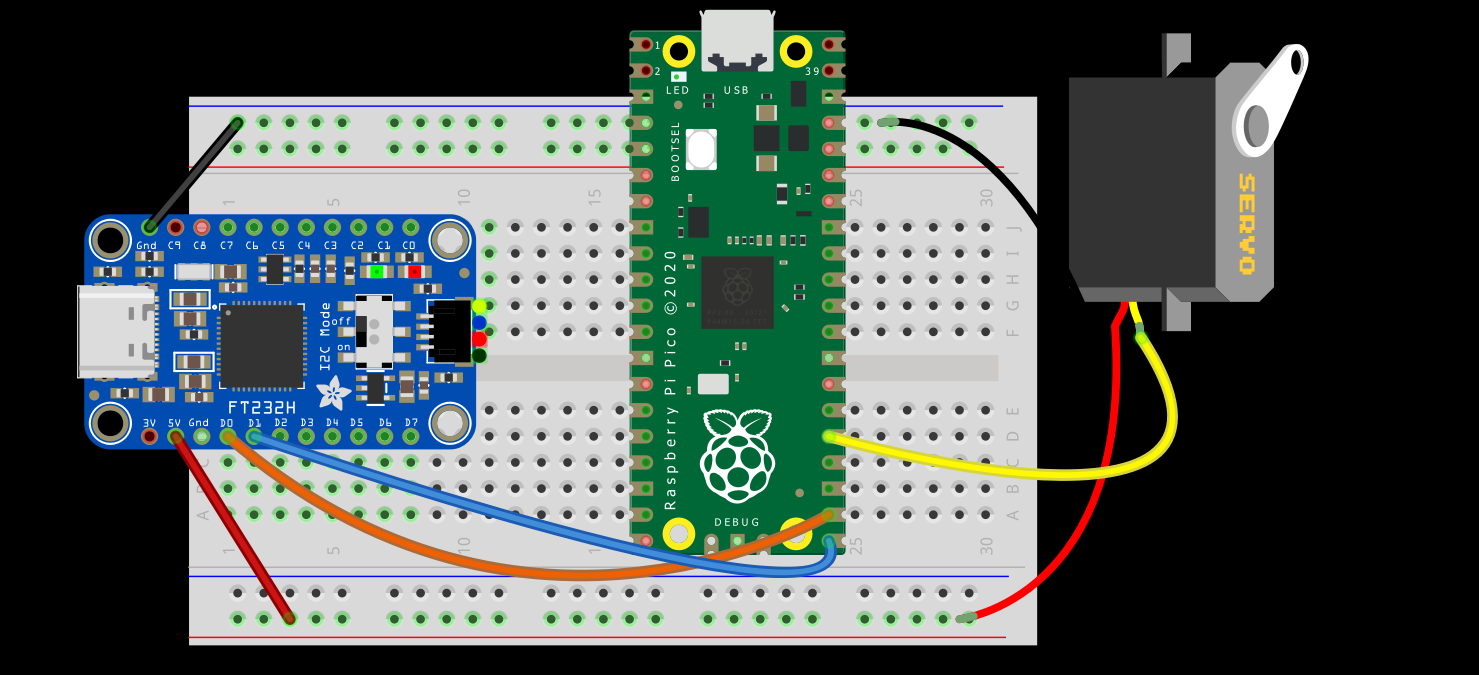 1
2
39
LED
USB
BOOTSEL
Raspberry Pi Pico ©2020
DEBUG
Gnd C9 C8 C7 C6 C5 C4 C3 C2 C1 C0
off
on
I2C Mode
FT232H
3V 5V Gnd D0 D1 D2 D3 D4 D5 D6 D7
SERVO
1 5 10 15 25 30
J
I
H
G
F
E
D
C
B
A
C
B
A
1 5 10 1 25 30